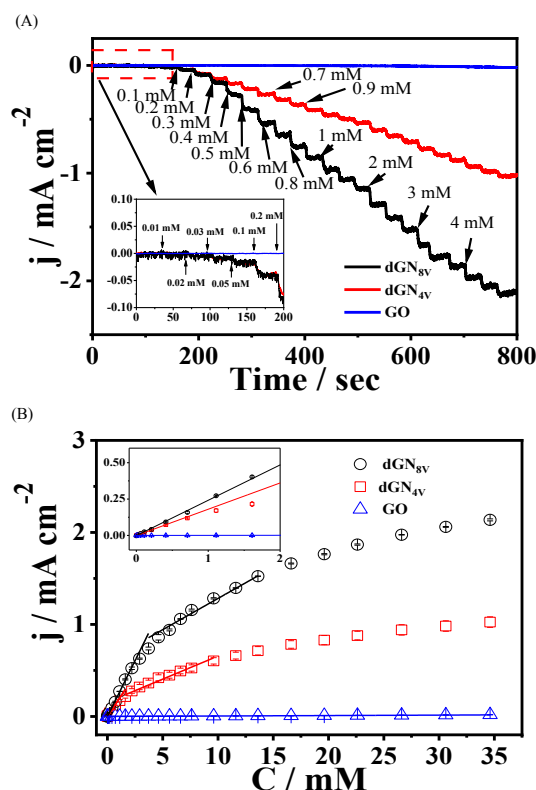 (A)
0
-1
-2
j / mA cm⁻²
0.1 mM
0.2 mM
0.3 mM
0.4 mM
0.5 mM
0.6 mM
0.8 mM
0.7 mM
0.9 mM
1 mM
2 mM
3 mM
4 mM
0.10
0.05
0.00
-0.05
-0.10
0.01 mM
0.02 mM
0.03 mM
0.05 mM
0.1 mM
0.2 mM
0 50 100 150 200
dGN8V
dGN4V
GO
0 200 400 600 800
Time / sec
(B)
3
2
1
0
j / mA cm⁻²
0.50
0.25
0.00
0 1 2
dGN8V
dGN4V
GO
0 5 10 15 20 25 30 35
C / mM